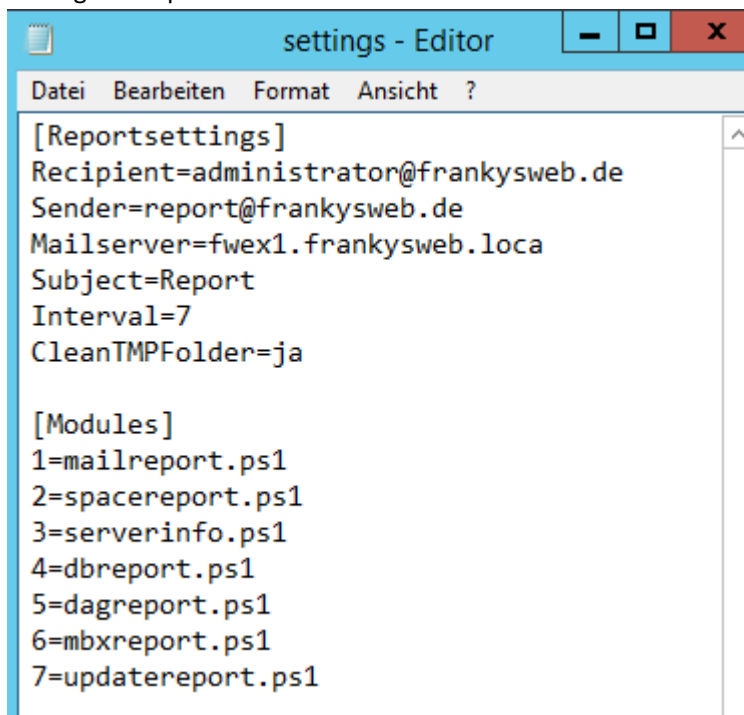 settings - Editor
Datei Bearbeiten Format Ansicht ?
[Reportsettings]
Recipient=administrator@frankysweb.de
Sender=report@frankysweb.de
Mailserver=fwex1.frankysweb.loca
Subject=Report
Interval=7
CleanTMPFolder=ja
[Modules]
1=mailreport.ps1
2=spacereport.ps1
3=serverinfo.ps1
4=dbreport.ps1
5=dagreport.ps1
6=mbxreport.ps1
7=updatereport.ps1